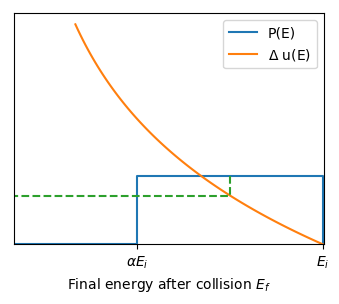 P(E)
Δ u(E)
αE_i E_i
Final energy after collision E_f